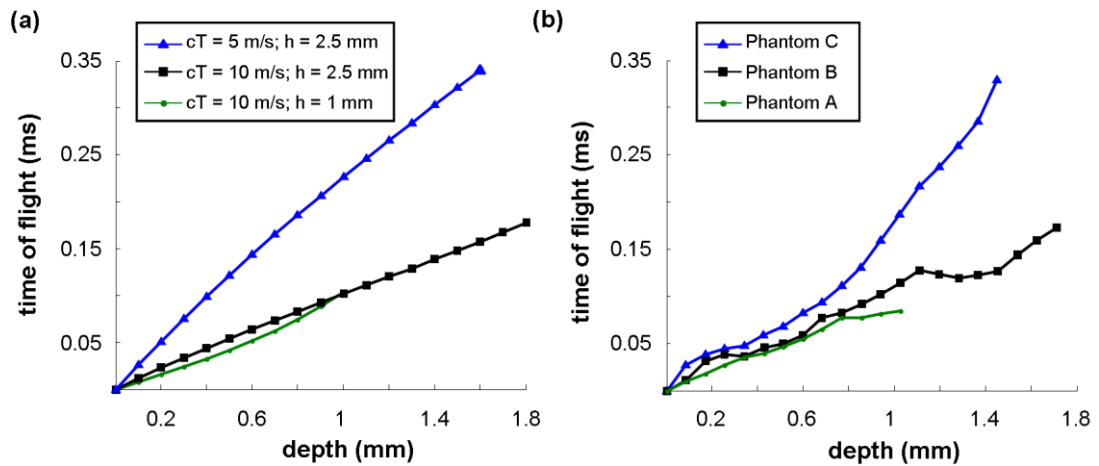 (a)
cT = 5 m/s; h = 2.5 mm
cT = 10 m/s; h = 2.5 mm
cT = 10 m/s; h = 1 mm
0.35
0.25
0.15
0.05
time of flight (ms)
0.2 0.6 1 1.4 1.8
depth (mm)
(b)
Phantom C
Phantom B
Phantom A
0.35
0.25
0.15
0.05
time of flight (ms)
0.2 0.6 1 1.4 1.8
depth (mm)